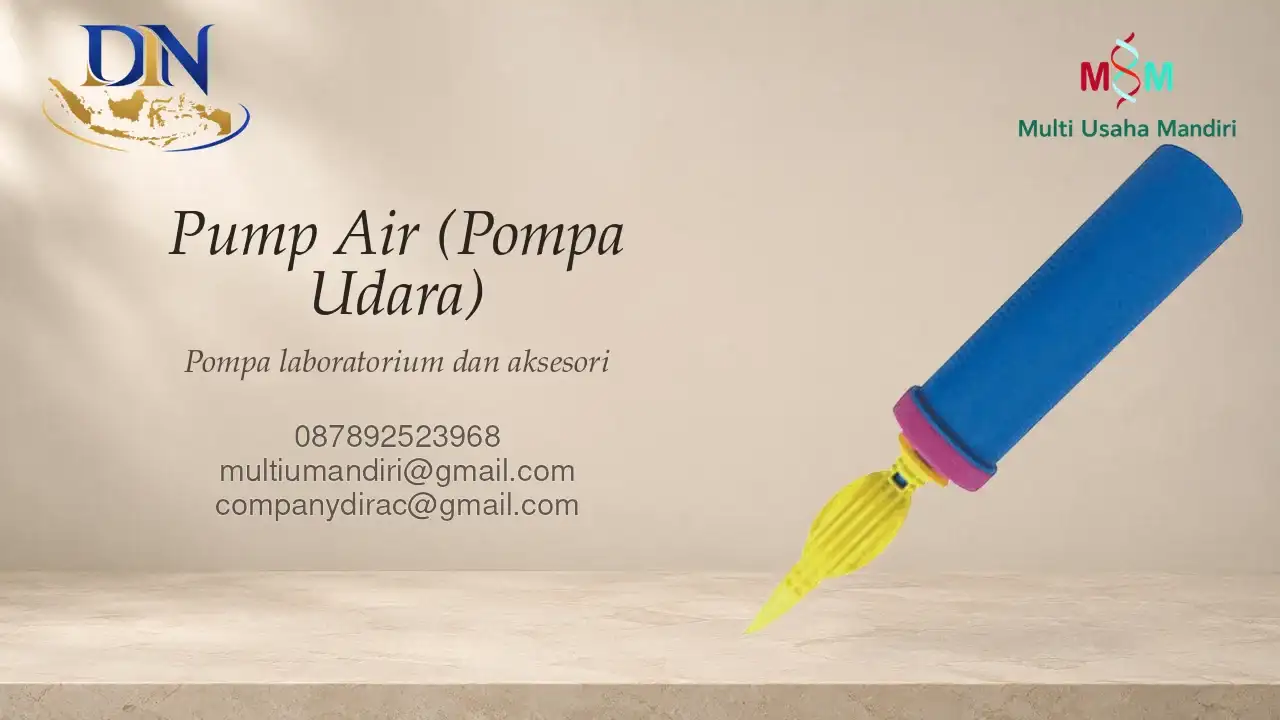 DIN
MSM
Multi Usaha Mandiri
Pump Air (Pompa
Udara)
Pompa laboratorium dan aksesori
087892523968
multiumandiri@gmail.com
companydirac@gmail.com